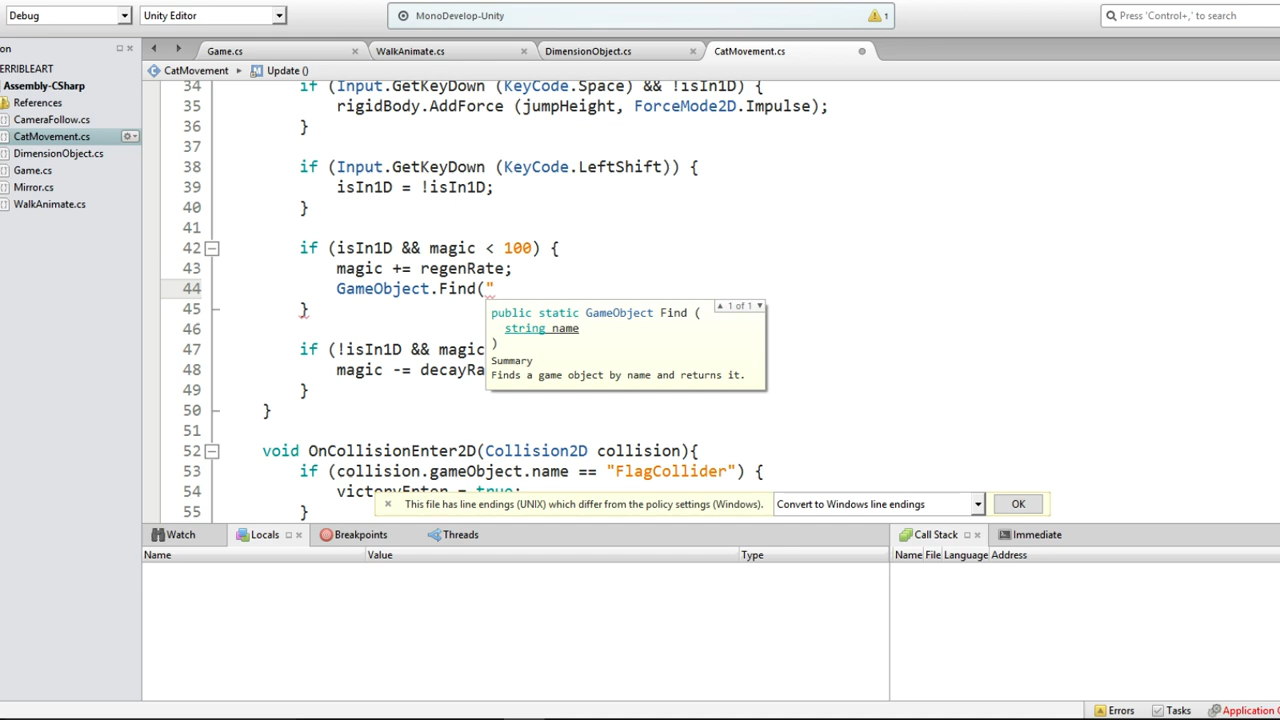 Debug
Unity Editor
MonoDevelop-Unity
1
Press 'Control+,' to search
on
Game.cs
WalkAnimate.cs
DimensionObject.cs
CatMovement.cs
ERRIBLEART
Assembly-CSharp
References
CameraFollow.cs
CatMovement.cs
DimensionObject.cs
Game.cs
Mirror.cs
WalkAnimate.cs
CatMovement
Update ()
34 if (Input.GetKeyDown (KeyCode.Space) && !isIn1D) {
35 rigidBody.AddForce (jumpHeight, ForceMode2D.Impulse);
36 }
37
38 if (Input.GetKeyDown (KeyCode.LeftShift)) {
39 isIn1D = !isIn1D;
40 }
41
42 if (isIn1D && magic < 100) {
43 magic += regenRate;
44 GameObject.Find("
45 }
46
47 if (!isIn1D && magic
48 magic -= decayRa
49 }
50 }
51
52 void OnCollisionEnter2D(Collision2D collision){
53 if (collision.gameObject.name == "FlagCollider") {
54 victoryEnter = true;
55 }
1 of 1
public static GameObject Find (
string name
)
Summary
Finds a game object by name and returns it.
This file has line endings (UNIX) which differ from the policy settings (Windows).
Convert to Windows line endings
OK
Watch
Locals
Breakpoints
Threads
Name
Value
Type
Call Stack
Immediate
Name
File
Language
Address
Errors
Tasks
Application